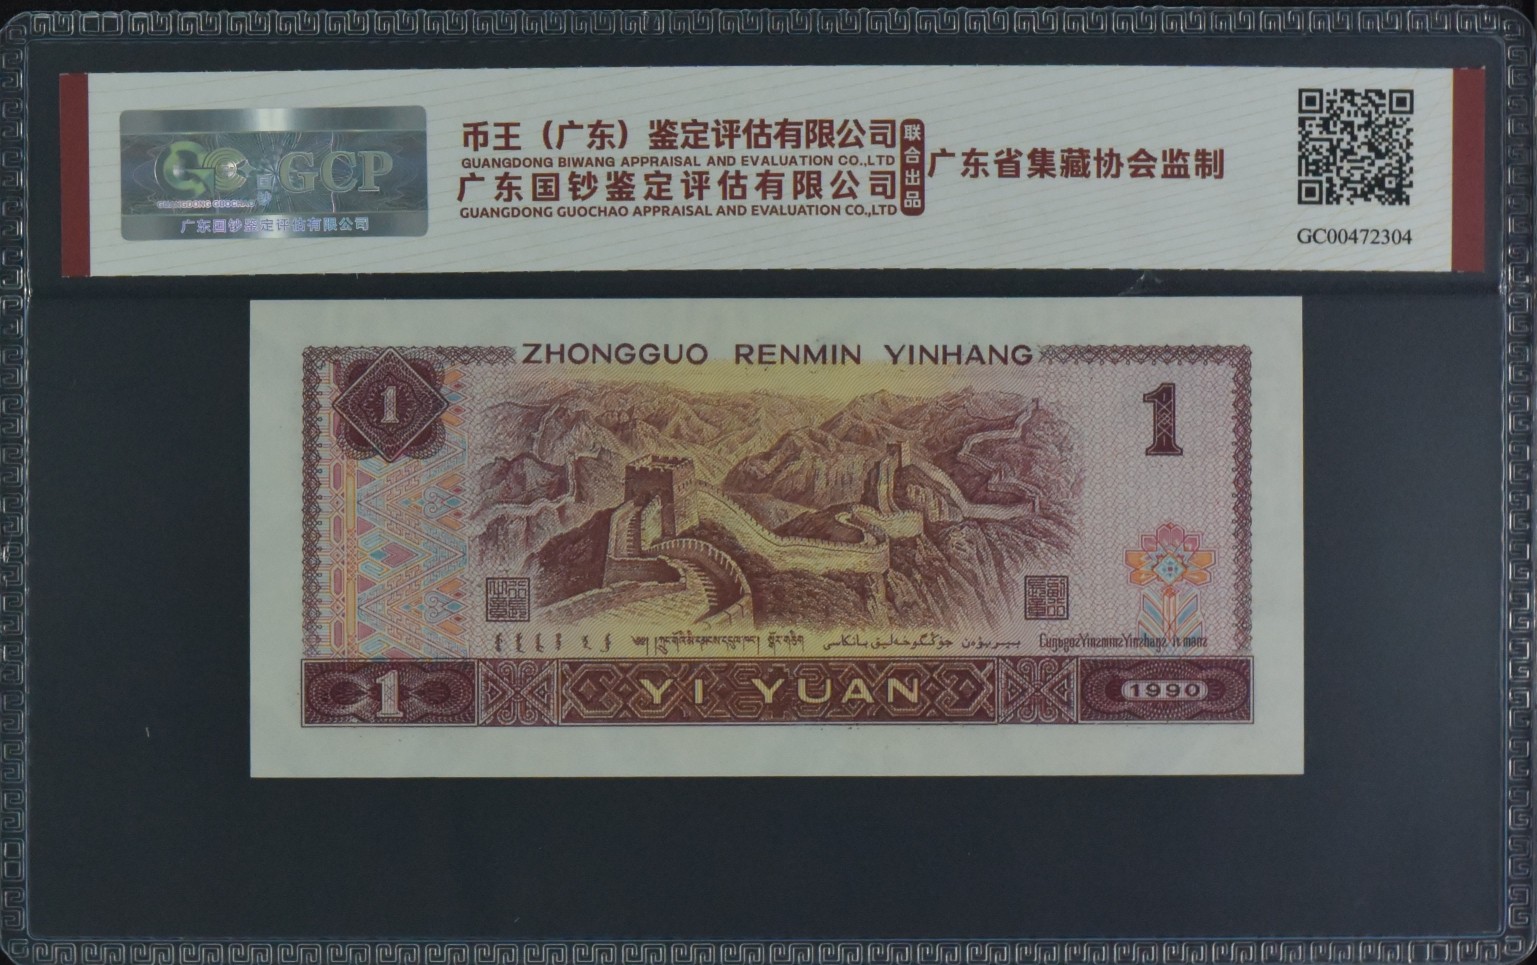 GCP
GUANGDONG GUOCHAO
广东国钞鉴定评估有限公司
币王（广东）鉴定评估有限公司
GUANGDONG BIWANG APPRAISAL AND EVALUATION CO.,LTD
广东国钞鉴定评估有限公司
GUANGDONG GUOCHAO APPRAISAL AND EVALUATION CO.,LTD
联合出品
广东省集藏协会监制
GC00472304
ZHONGGUO RENMIN YINHANG
1
1
1
YI YUAN
1990